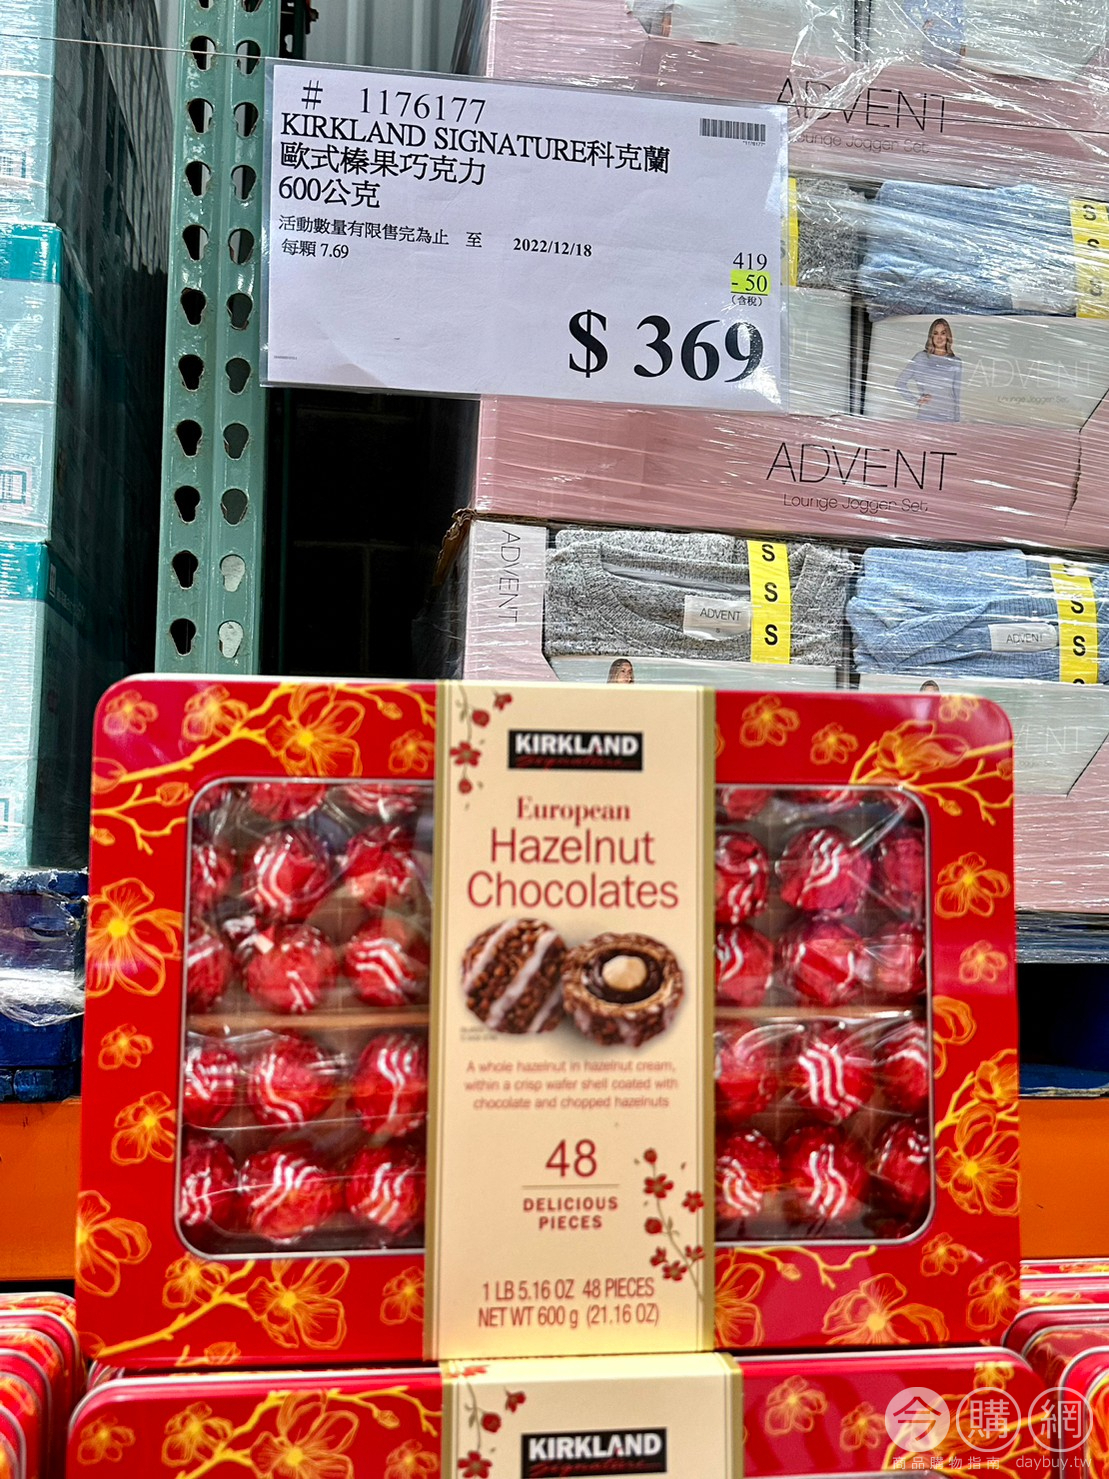 # 1176177
KIRKLAND SIGNATURE科克蘭
歐式榛果巧克力
600公克
活動數量有限售完為止 至 2022/12/18
每顆 7.69
419
- 50
(含稅)
$ 369
*1176177*
ADVENT
Lounge Jogger Set
S
ADVENT
Lounge Jogger Set
ADVENT
Lounge Jogger Set
ADVENT
S
S
S
ADVENT
S
S
ADVENT
KIRKLAND
Signature
European
Hazelnut
Chocolates
A whole hazelnut in hazelnut cream,
within a crisp wafer shell coated with
chocolate and chopped hazelnuts
48
DELICIOUS
PIECES
1 LB 5.16 OZ 48 PIECES
NET WT 600 g (21.16 OZ)
KIRKLAND
Signature
今購網
商品購物指南 daybuy.tw